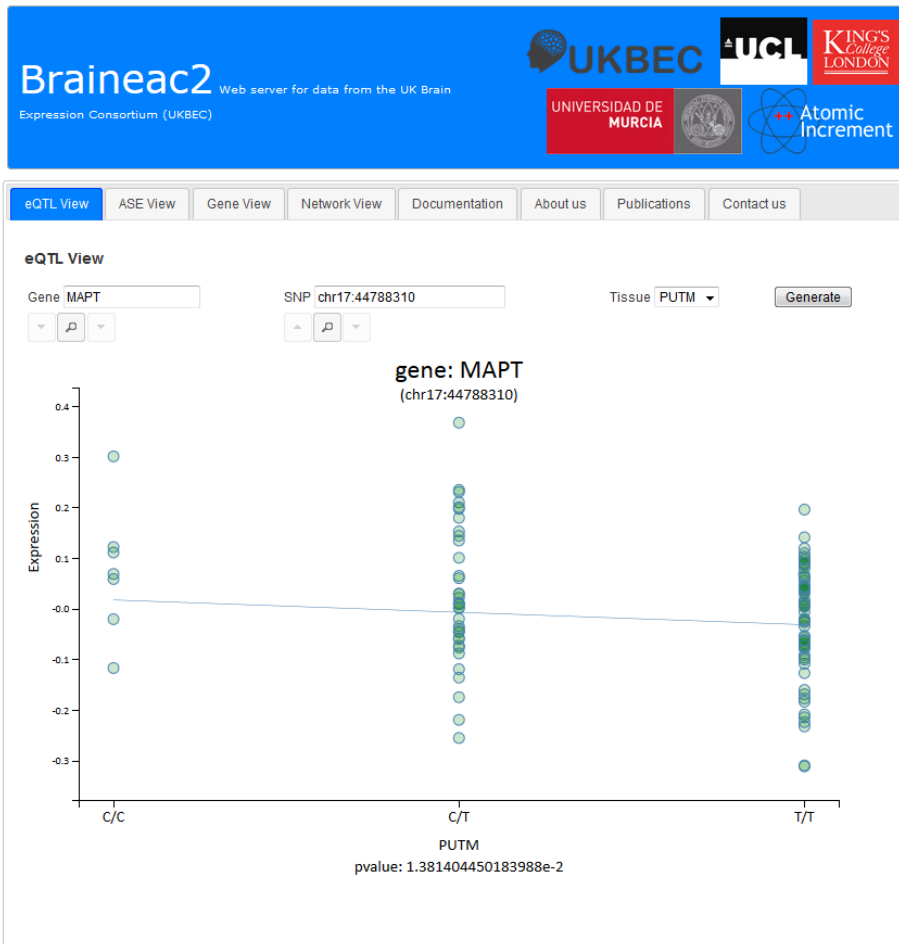 Braineac2 Web server for data from the UK Brain
Expression Consortium (UKBEC)
UKBEC
UCL
KING'S
College
LONDON
UNIVERSIDAD DE
MURCIA
++ Atomic
Increment
eQTL View ASE View Gene View Network View Documentation About us Publications Contact us
eQTL View
Gene MAPT SNP chr17:44788310 Tissue PUTM Generate
gene: MAPT
(chr17:44788310)
0.4
0.3
0.2
0.1
-0.0
-0.1
-0.2
-0.3
Expression
C/C C/T T/T
PUTM
pvalue: 1.381404450183988e-2